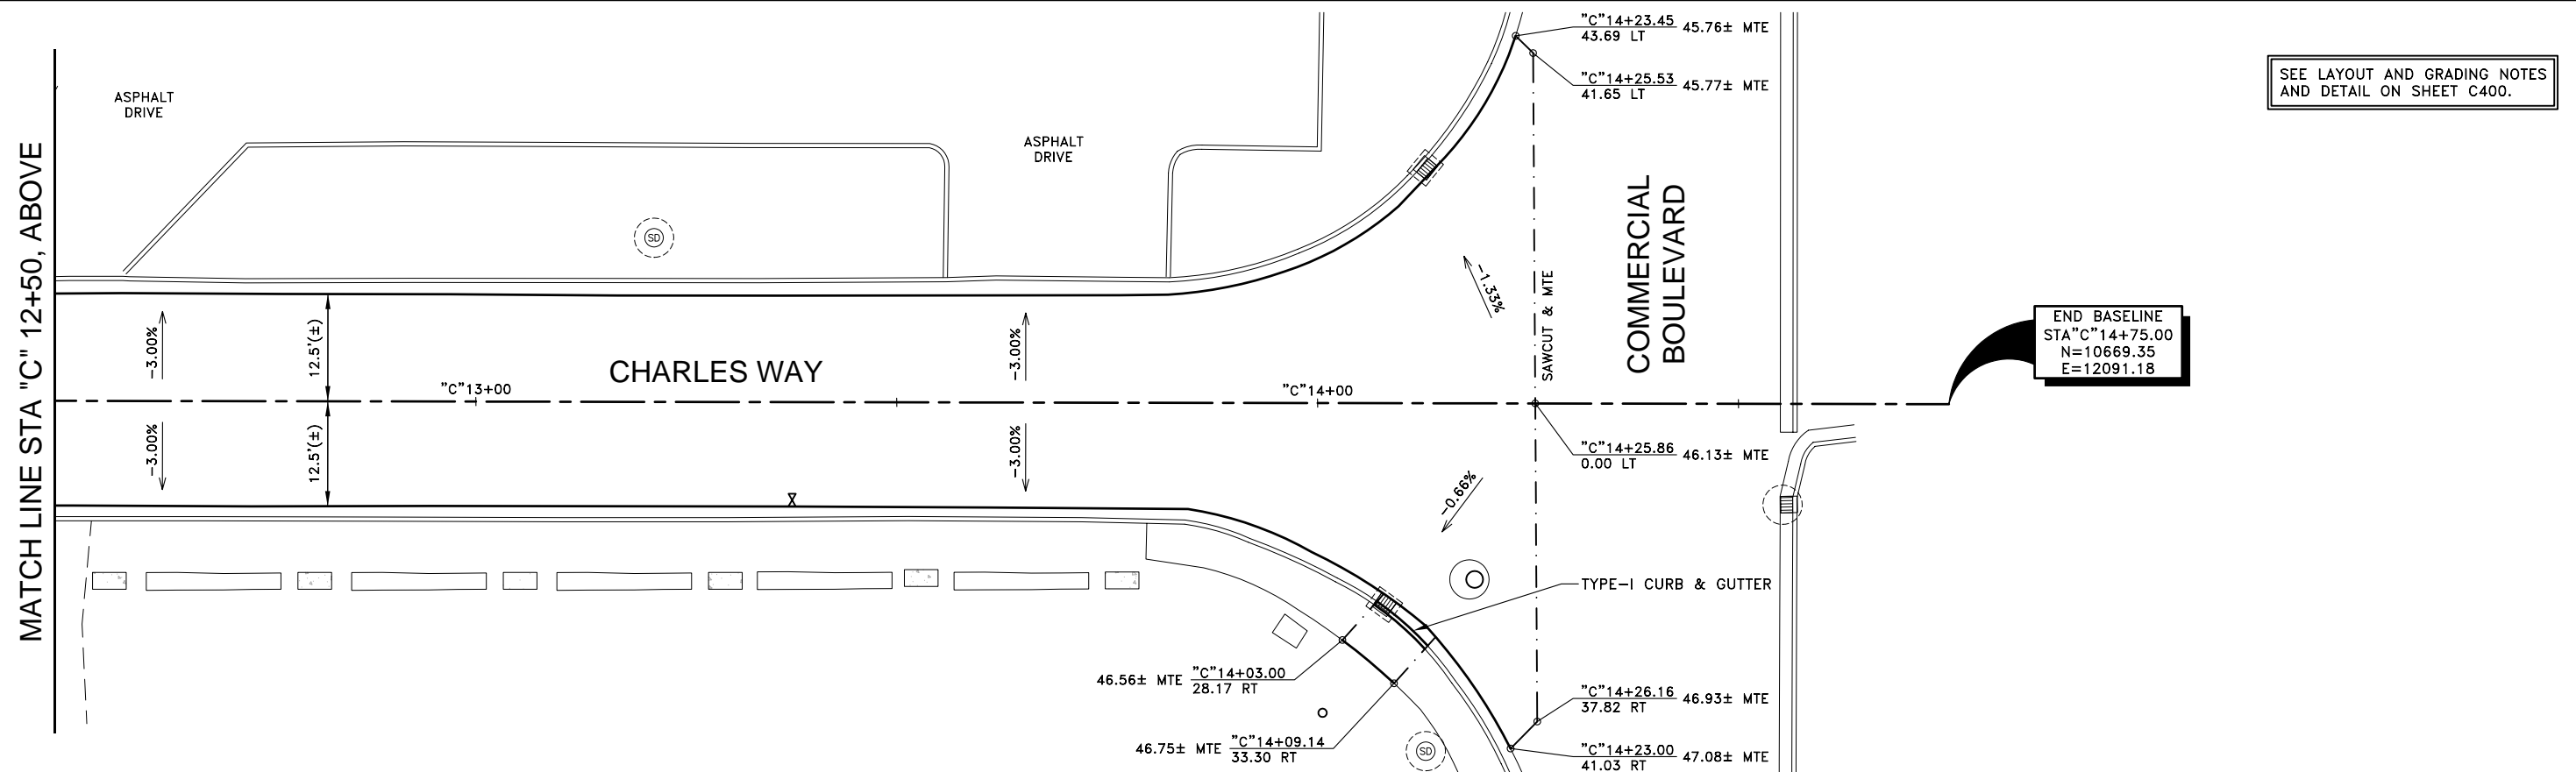 MATCH LINE STA "C" 12+50, ABOVE
ASPHALT
DRIVE
ASPHALT
DRIVE
SD
"C"14+23.45
43.69 LT
45.76± MTE
"C"14+25.53
41.65 LT
45.77± MTE
SEE LAYOUT AND GRADING NOTES
AND DETAIL ON SHEET C400.
COMMERCIAL
BOULEVARD
-1.33%
SAWCUT & MTE
-3.00%
12.5'(±)
CHARLES WAY
-3.00%
END BASELINE
STA"C"14+75.00
N=10669.35
E=12091.18
"C"13+00
"C"14+00
-3.00%
12.5'(±)
-3.00%
"C"14+25.86
0.00 LT
46.13± MTE
-0.66%
TYPE-I CURB & GUTTER
46.56± MTE
"C"14+03.00
28.17 RT
"C"14+26.16
37.82 RT
46.93± MTE
46.75± MTE
"C"14+09.14
33.30 RT
SD
"C"14+23.00
41.03 RT
47.08± MTE